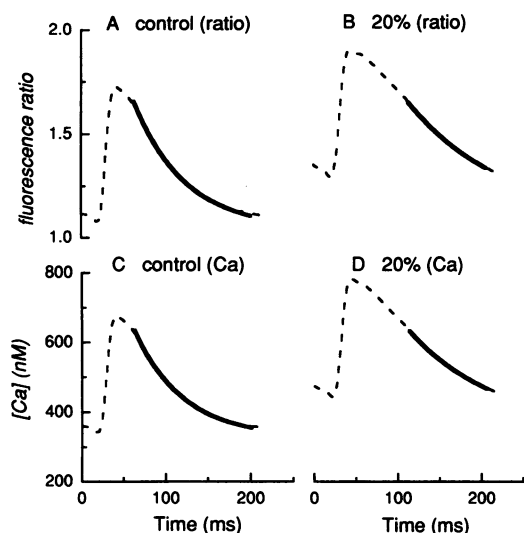 A control (ratio)
B 20% (ratio)
fluorescence ratio
2.0
1.5
1.0
C control (Ca)
D 20% (Ca)
[Ca] (nM)
800
600
400
200
0 100 200
0 100 200
Time (ms)
Time (ms)